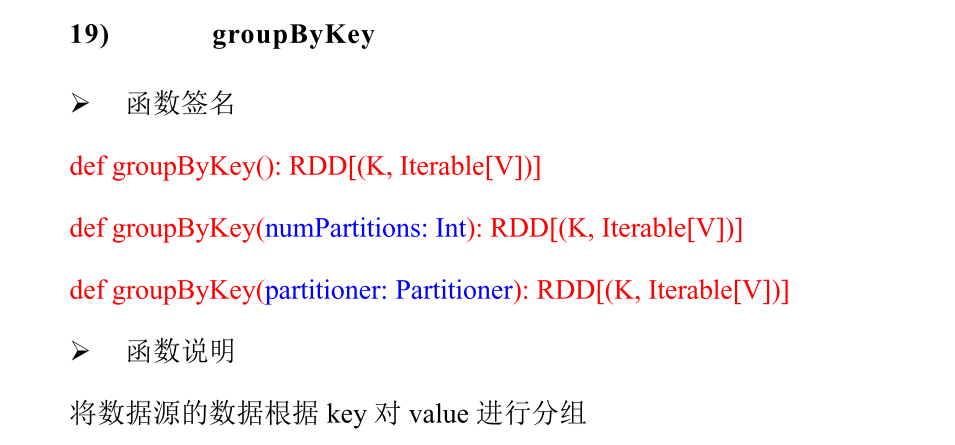 19) groupByKey
➢ 函数签名
def groupByKey(): RDD[(K, Iterable[V])]
def groupByKey(numPartitions: Int): RDD[(K, Iterable[V])]
def groupByKey(partitioner: Partitioner): RDD[(K, Iterable[V])]
➢ 函数说明
将数据源的数据根据 key 对 value 进行分组